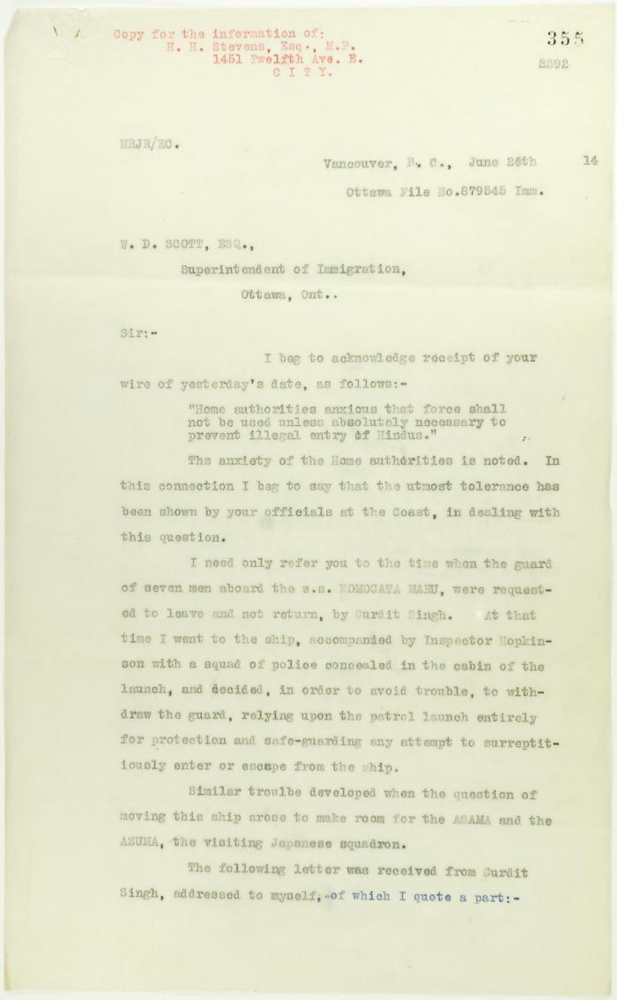 Copy for the information of:
H. H. Stevens, Esq., M.P.
1451 Twelfth Ave. E.
C I T Y.
355
2392
MRJR/EC.
Vancouver, B. C., June 26th 14
Ottawa File No.879545 Imm.
W. D. SCOTT, ESQ.,
Superintendent of Immigration,
Ottawa, Ont..
Sir:-
I beg to acknowledge receipt of your
wire of yesterday's date, as follows:-
"Home authorities anxious that force shall
not be used unless absolutely necessary to
prevent illegal entry of Hindus."
The anxiety of the Home authorities is noted. In
this connection I beg to say that the utmost tolerance has
been shown by your officials at the Coast, in dealing with
this question.
I need only refer you to the time when the guard
of seven men aboard the s.s. KOMOGATA MARU, were request-
ed to leave and not return, by Gurdit Singh. At that
time I went to the ship, accompanied by Inspector Hopkin-
son with a squad of police concealed in the cabin of the
launch, and decided, in order to avoid trouble, to with-
draw the guard, relying upon the patrol launch entirely
for protection and safe-guarding any attempt to surreptit-
iously enter or escape from the ship.
Similar troulbe developed when the question of
moving this ship arose to make room for the ASAMA and the
AZUMA, the visiting Japanese squadron.
The following letter was received from Gurdit
Singh, addressed to myself, of which I quote a part:-